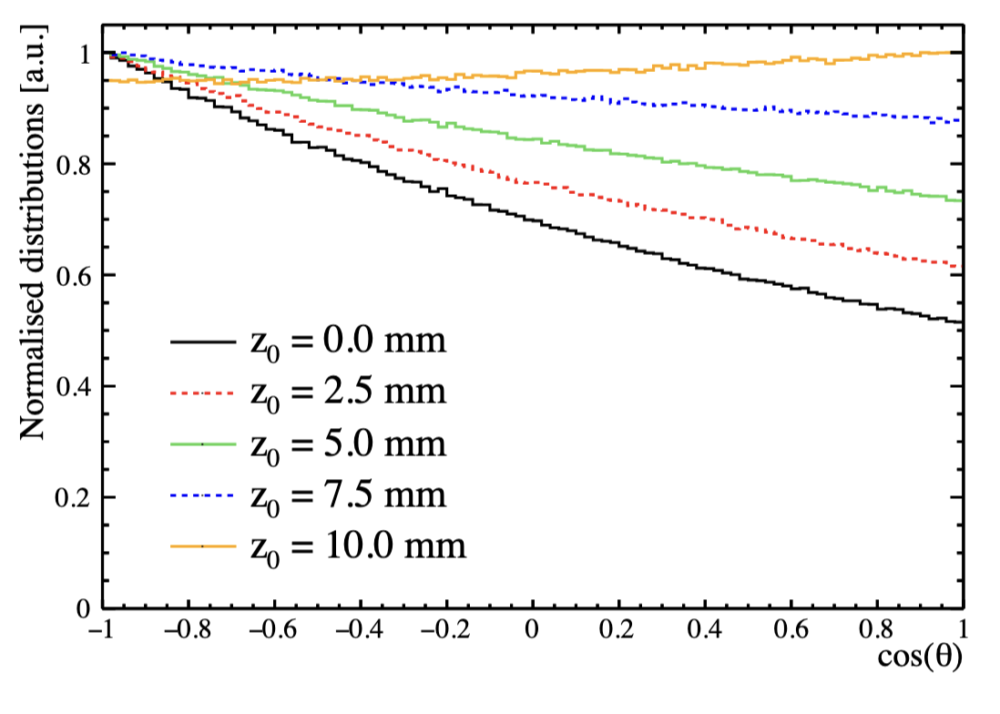 Normalised distributions [a.u.]
1
0.8
0.6
0.4
0.2
0
z₀ = 0.0 mm
z₀ = 2.5 mm
z₀ = 5.0 mm
z₀ = 7.5 mm
z₀ = 10.0 mm
−1 −0.8 −0.6 −0.4 −0.2 0 0.2 0.4 0.6 0.8 1
cos(θ)